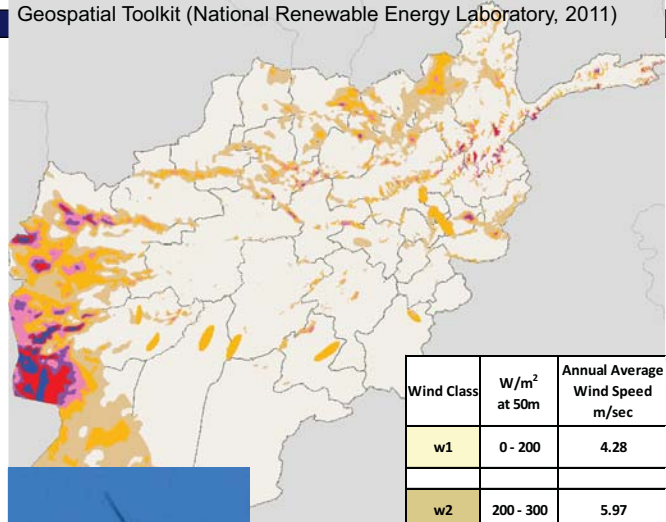 Geospatial Toolkit (National Renewable Energy Laboratory, 2011)
Wind Class W/m² at 50m Annual Average Wind Speed m/sec
w1 0 - 200 4.28
w2 200 - 300 5.97